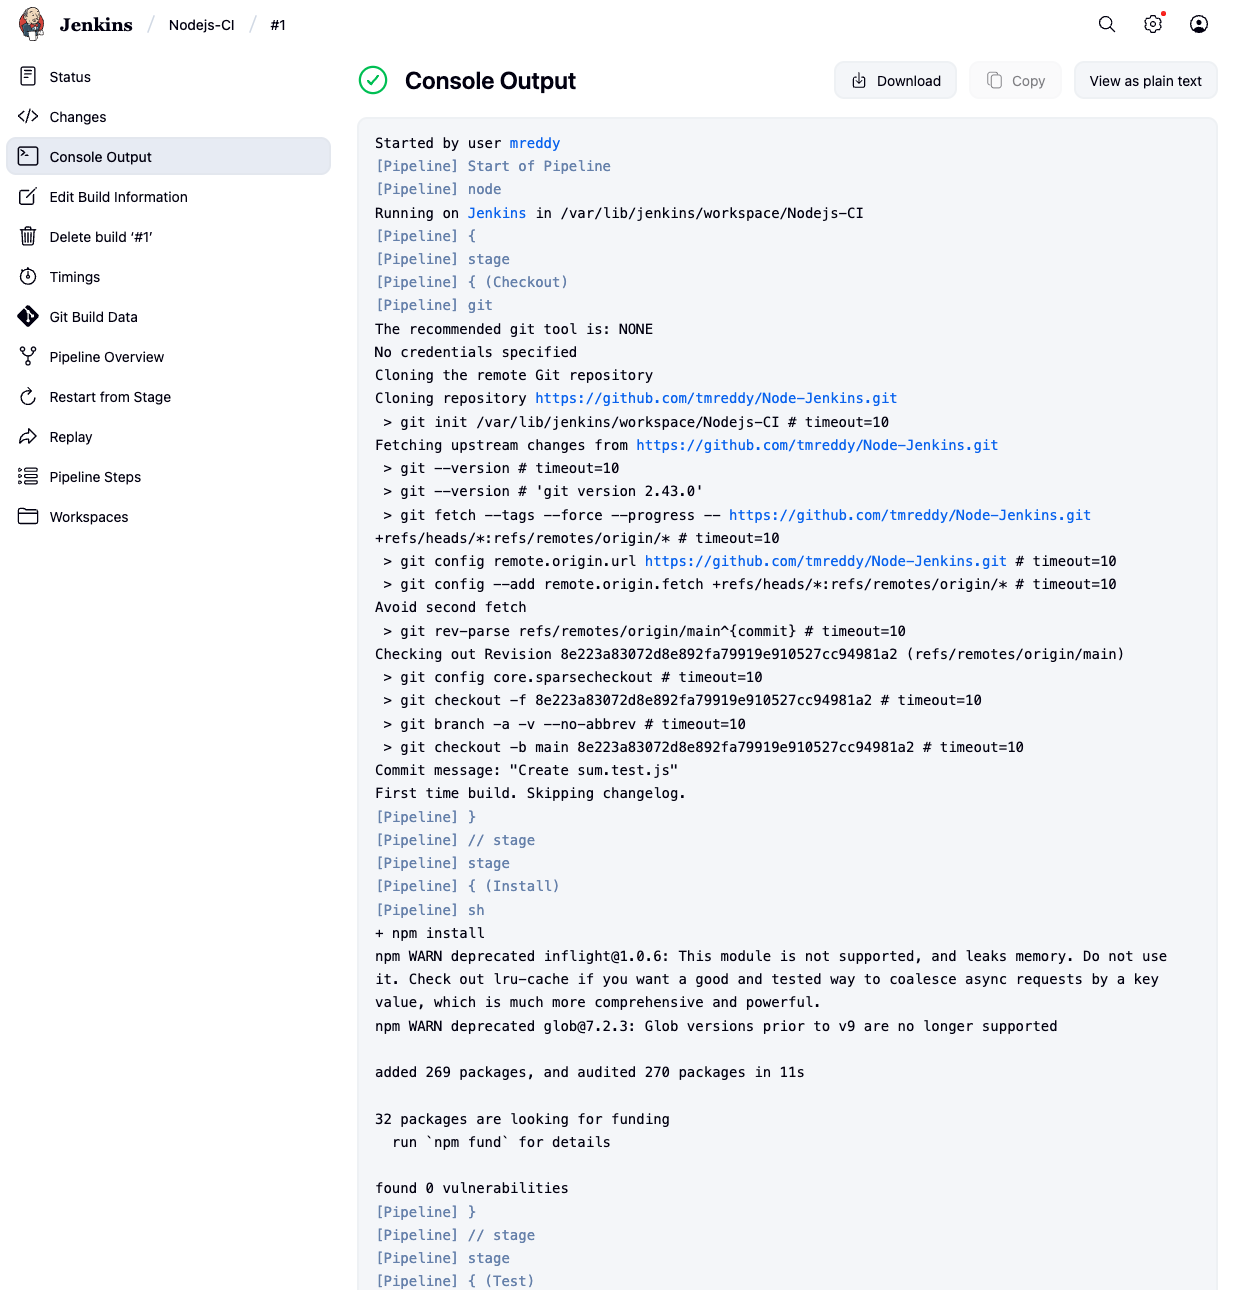 Jenkins / Nodejs-CI / #1
Status
Changes
Console Output
Edit Build Information
Delete build ‘#1’
Timings
Git Build Data
Pipeline Overview
Restart from Stage
Replay
Pipeline Steps
Workspaces
Console Output
Download
Copy
View as plain text
Started by user mreddy
[Pipeline] Start of Pipeline
[Pipeline] node
Running on Jenkins in /var/lib/jenkins/workspace/Nodejs-CI
[Pipeline] {
[Pipeline] stage
[Pipeline] { (Checkout)
[Pipeline] git
The recommended git tool is: NONE
No credentials specified
Cloning the remote Git repository
Cloning repository https://github.com/tmreddy/Node-Jenkins.git
 > git init /var/lib/jenkins/workspace/Nodejs-CI # timeout=10
Fetching upstream changes from https://github.com/tmreddy/Node-Jenkins.git
 > git --version # timeout=10
 > git --version # 'git version 2.43.0'
 > git fetch --tags --force --progress -- https://github.com/tmreddy/Node-Jenkins.git
+refs/heads/*:refs/remotes/origin/* # timeout=10
 > git config remote.origin.url https://github.com/tmreddy/Node-Jenkins.git # timeout=10
 > git config --add remote.origin.fetch +refs/heads/*:refs/remotes/origin/* # timeout=10
Avoid second fetch
 > git rev-parse refs/remotes/origin/main^{commit} # timeout=10
Checking out Revision 8e223a83072d8e892fa79919e910527cc94981a2 (refs/remotes/origin/main)
 > git config core.sparsecheckout # timeout=10
 > git checkout -f 8e223a83072d8e892fa79919e910527cc94981a2 # timeout=10
 > git branch -a -v --no-abbrev # timeout=10
 > git checkout -b main 8e223a83072d8e892fa79919e910527cc94981a2 # timeout=10
Commit message: "Create sum.test.js"
First time build. Skipping changelog.
[Pipeline] }
[Pipeline] // stage
[Pipeline] stage
[Pipeline] { (Install)
[Pipeline] sh
+ npm install
npm WARN deprecated inflight@1.0.6: This module is not supported, and leaks memory. Do not use
it. Check out lru-cache if you want a good and tested way to coalesce async requests by a key
value, which is much more comprehensive and powerful.
npm WARN deprecated glob@7.2.3: Glob versions prior to v9 are no longer supported
added 269 packages, and audited 270 packages in 11s
32 packages are looking for funding
  run `npm fund` for details
found 0 vulnerabilities
[Pipeline] }
[Pipeline] // stage
[Pipeline] stage
[Pipeline] { (Test)